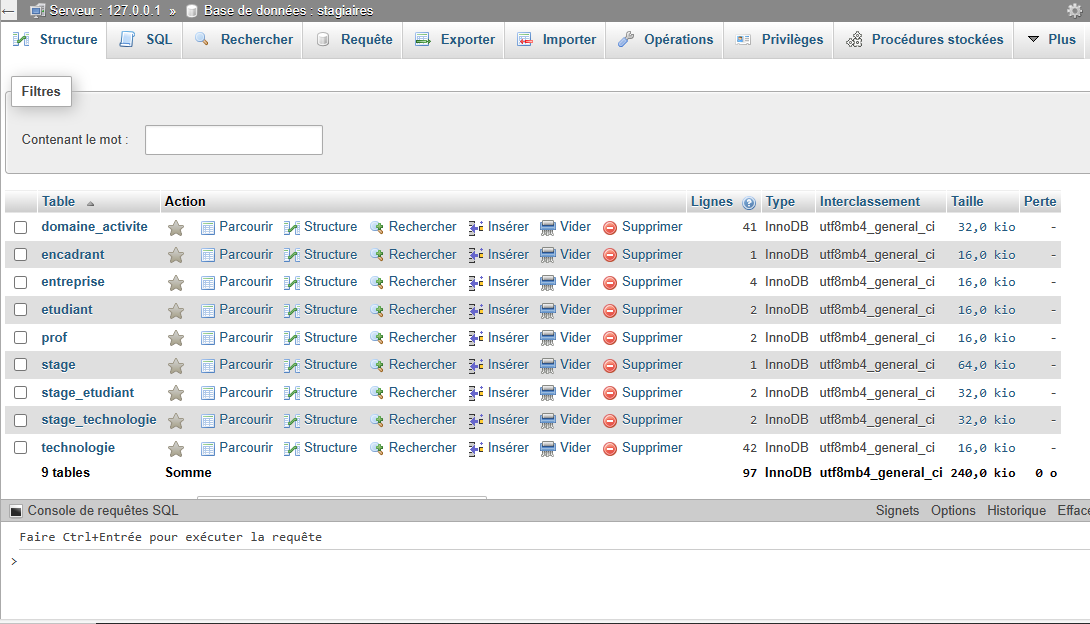 Serveur : 127.0.0.1 » Base de données : stagiaires
Structure SQL Rechercher Requête Exporter Importer Opérations Privilèges Procédures stockées Plus
Filtres
Contenant le mot :
Table Action Lignes Type Interclassement Taille Perte
domaine_activite Parcourir Structure Rechercher Insérer Vider Supprimer 41 InnoDB utf8mb4_general_ci 32,0 kio -
encadrant Parcourir Structure Rechercher Insérer Vider Supprimer 1 InnoDB utf8mb4_general_ci 16,0 kio -
entreprise Parcourir Structure Rechercher Insérer Vider Supprimer 4 InnoDB utf8mb4_general_ci 16,0 kio -
etudiant Parcourir Structure Rechercher Insérer Vider Supprimer 2 InnoDB utf8mb4_general_ci 16,0 kio -
prof Parcourir Structure Rechercher Insérer Vider Supprimer 2 InnoDB utf8mb4_general_ci 16,0 kio -
stage Parcourir Structure Rechercher Insérer Vider Supprimer 1 InnoDB utf8mb4_general_ci 64,0 kio -
stage_etudiant Parcourir Structure Rechercher Insérer Vider Supprimer 2 InnoDB utf8mb4_general_ci 32,0 kio -
stage_technologie Parcourir Structure Rechercher Insérer Vider Supprimer 2 InnoDB utf8mb4_general_ci 32,0 kio -
technologie Parcourir Structure Rechercher Insérer Vider Supprimer 42 InnoDB utf8mb4_general_ci 16,0 kio -
9 tables Somme 97 InnoDB utf8mb4_general_ci 240,0 kio 0 o
Console de requêtes SQL Signets Options Historique Efface
Faire Ctrl+Entrée pour exécuter la requête
>